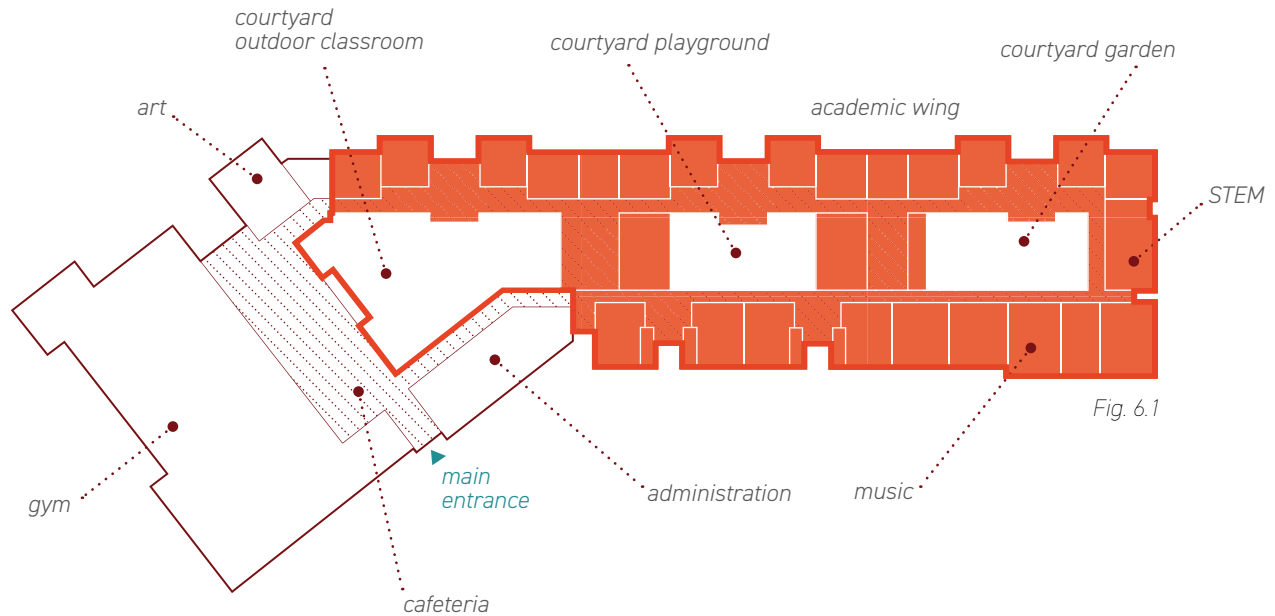 courtyard
outdoor classroom
courtyard playground
courtyard garden
art
academic wing
STEM
Fig. 6.1
main
entrance
administration
music
gym
cafeteria